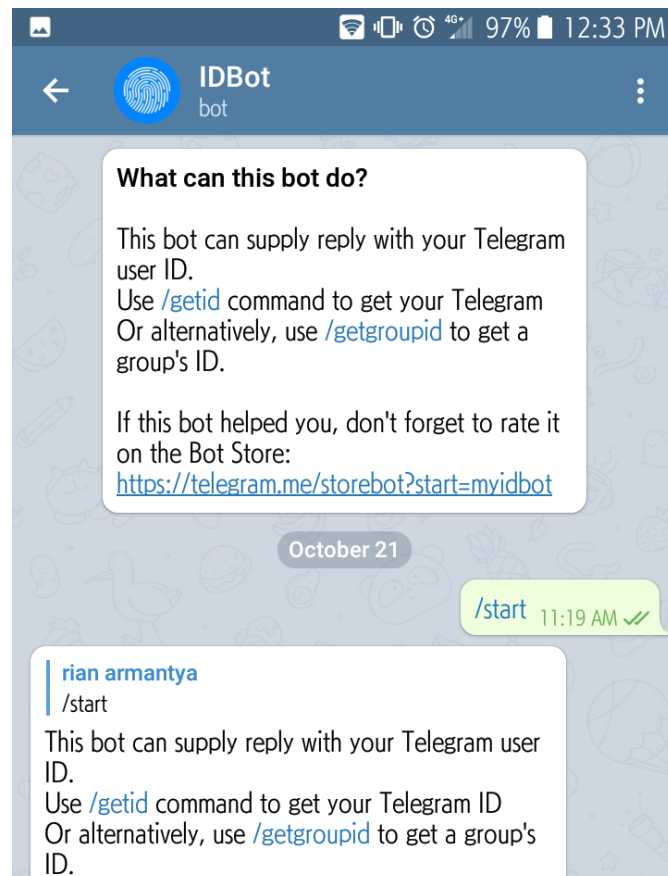 4G+ 97% 12:33 PM
IDBot
bot
What can this bot do?
This bot can supply reply with your Telegram
user ID.
Use /getid command to get your Telegram
Or alternatively, use /getgroupid to get a
group's ID.
If this bot helped you, don't forget to rate it
on the Bot Store:
https://telegram.me/storebot?start=myidbot
October 21
/start 11:19 AM
rian armantya
/start
This bot can supply reply with your Telegram user
ID.
Use /getid command to get your Telegram ID
Or alternatively, use /getgroupid to get a group's
ID.